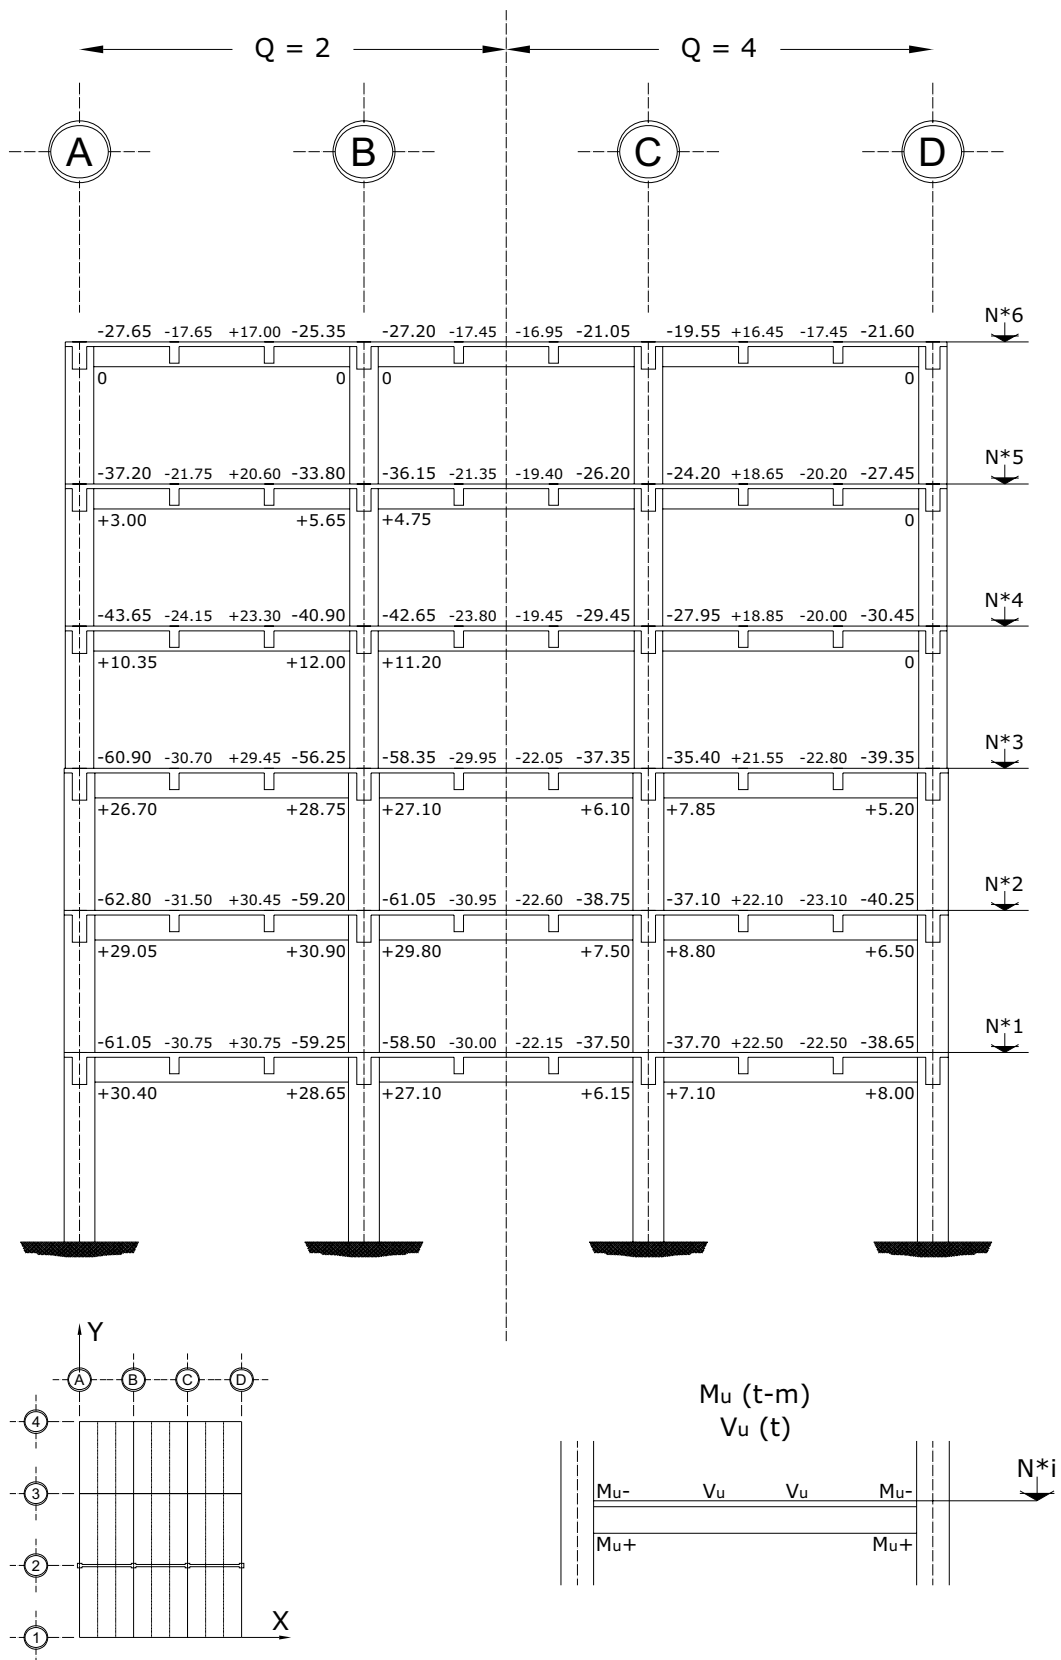 Q = 2 Q = 4
A B C D
N*6
-27.65 -17.65 +17.00 -25.35 -27.20 -17.45 -16.95 -21.05 -19.55 +16.45 -17.45 -21.60
0 0 0 0
N*5
-37.20 -21.75 +20.60 -33.80 -36.15 -21.35 -19.40 -26.20 -24.20 +18.65 -20.20 -27.45
+3.00 +5.65 +4.75 0
N*4
-43.65 -24.15 +23.30 -40.90 -42.65 -23.80 -19.45 -29.45 -27.95 +18.85 -20.00 -30.45
+10.35 +12.00 +11.20 0
N*3
-60.90 -30.70 +29.45 -56.25 -58.35 -29.95 -22.05 -37.35 -35.40 +21.55 -22.80 -39.35
+26.70 +28.75 +27.10 +6.10 +7.85 +5.20
N*2
-62.80 -31.50 +30.45 -59.20 -61.05 -30.95 -22.60 -38.75 -37.10 +22.10 -23.10 -40.25
+29.05 +30.90 +29.80 +7.50 +8.80 +6.50
N*1
-61.05 -30.75 +30.75 -59.25 -58.50 -30.00 -22.15 -37.50 -37.70 +22.50 -22.50 -38.65
+30.40 +28.65 +27.10 +6.15 +7.10 +8.00
Y
A B C D
4
3
2
1
X
Mu (t-m)
Vu (t)
N*i
Mu- Vu Vu Mu-
Mu+ Mu+